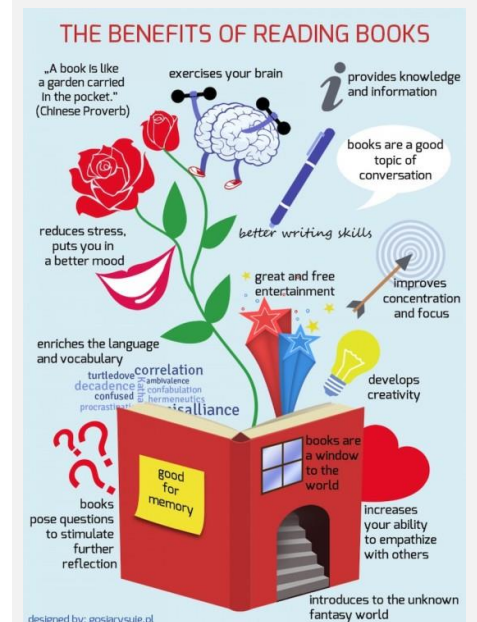 THE BENEFITS OF READING BOOKS
„A book is like
a garden carried
in the pocket."
(Chinese Proverb)
exercises your brain
provides knowledge
and information
books are a good
topic of
conversation
reduces stress,
puts you in
a better mood
better writing skills
great and free
entertainment
improves
concentration
and focus
enriches the language
and vocabulary
turtledove
correlation
decadence
ambivalence
confabulation
confused
hermeneutics
develops
creativity
good
for
memory
books are
a window
to the
world
books
pose questions
to stimulate
further
reflection
increases
your ability
to empathize
with others
introduces to the unknown
fantasy world
designed by: gosiarysuje.pl